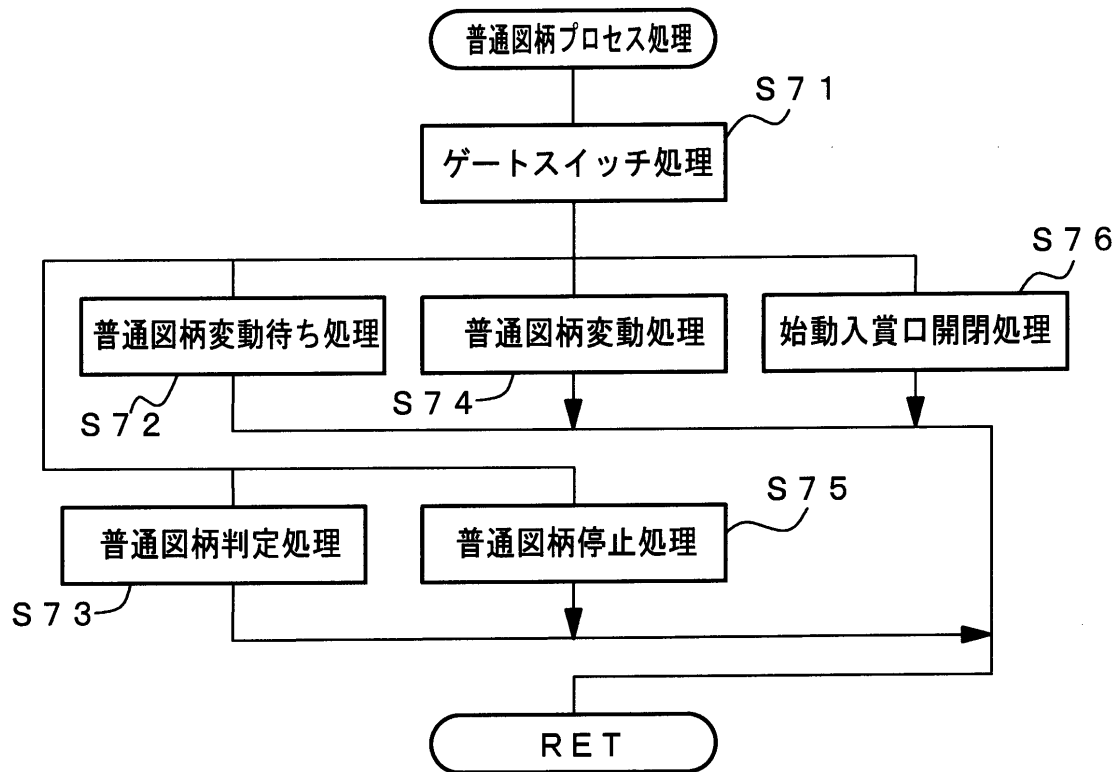 普通図柄プロセス処理
S71
ゲートスイッチ処理
S76
普通図柄変動待ち処理
普通図柄変動処理
始動入賞口開閉処理
S72
S74
S75
普通図柄判定処理
普通図柄停止処理
S73
RET